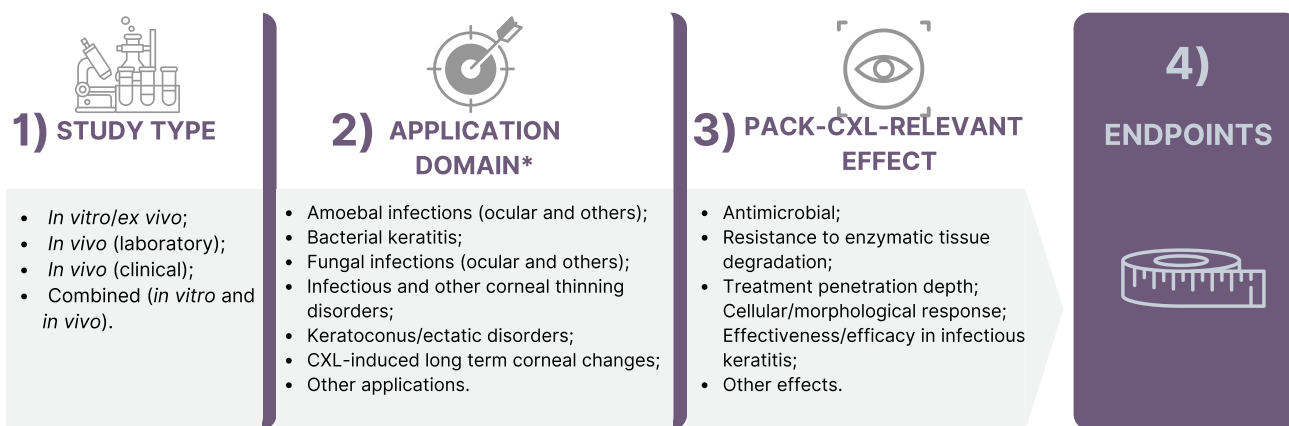 1) STUDY TYPE
• In vitro/ex vivo;
• In vivo (laboratory);
• In vivo (clinical);
• Combined (in vitro and
in vivo).
2) APPLICATION
DOMAIN*
• Amoebal infections (ocular and others);
• Bacterial keratitis;
• Fungal infections (ocular and others);
• Infectious and other corneal thinning
disorders;
• Keratoconus/ectatic disorders;
• CXL-induced long term corneal changes;
• Other applications.
3) PACK-CXL-RELEVANT
EFFECT
• Antimicrobial;
• Resistance to enzymatic tissue
degradation;
• Treatment penetration depth;
Cellular/morphological response;
Effectiveness/efficacy in infectious
keratitis;
• Other effects.
4)
ENDPOINTS